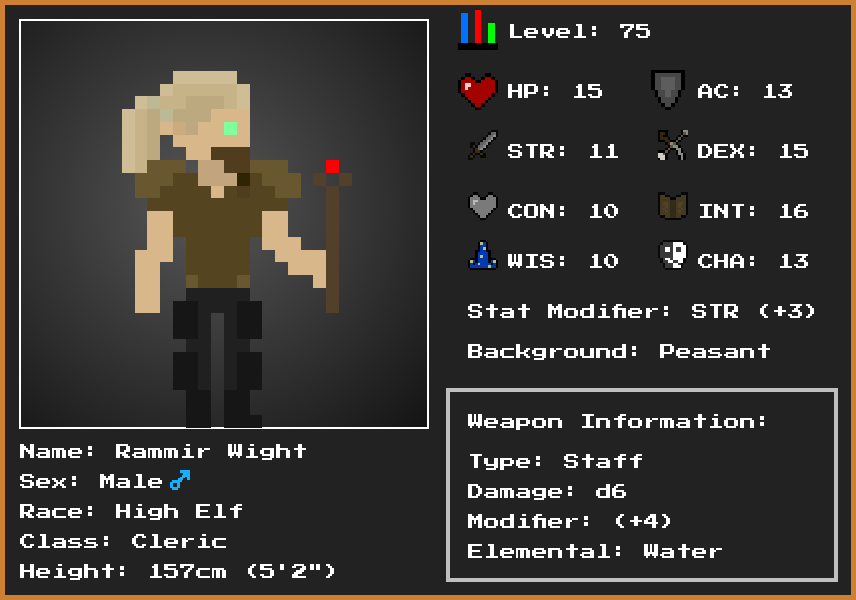 Level: 75
HP: 15 AC: 13
STR: 11 DEX: 15
CON: 10 INT: 16
WIS: 10 CHA: 13
Stat Modifier: STR (+3)
Background: Peasant
Weapon Information:
Type: Staff
Damage: d6
Modifier: (+4)
Elemental: Water
Name: Rammir Wight
Sex: Male♂
Race: High Elf
Class: Cleric
Height: 157cm (5'2")